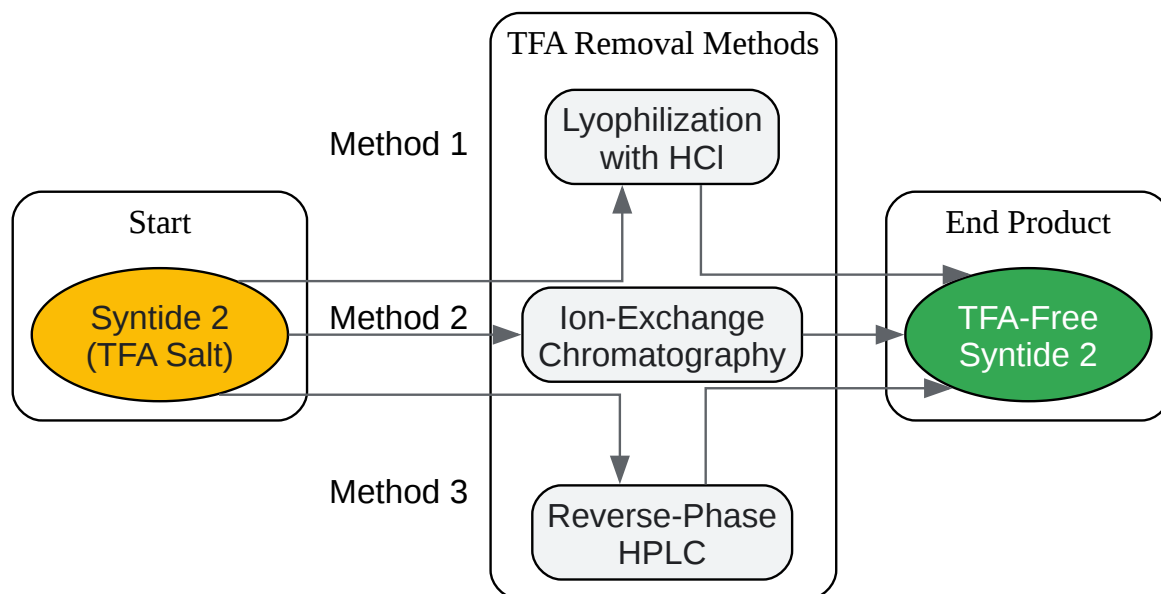 TFA Removal Methods
Lyophilization
with HCl
Method 1
Start
End Product
Syntide 2
(TFA Salt)
Method 2
Ion-Exchange
Chromatography
TFA-Free
Syntide 2
Method 3
Reverse-Phase
HPLC